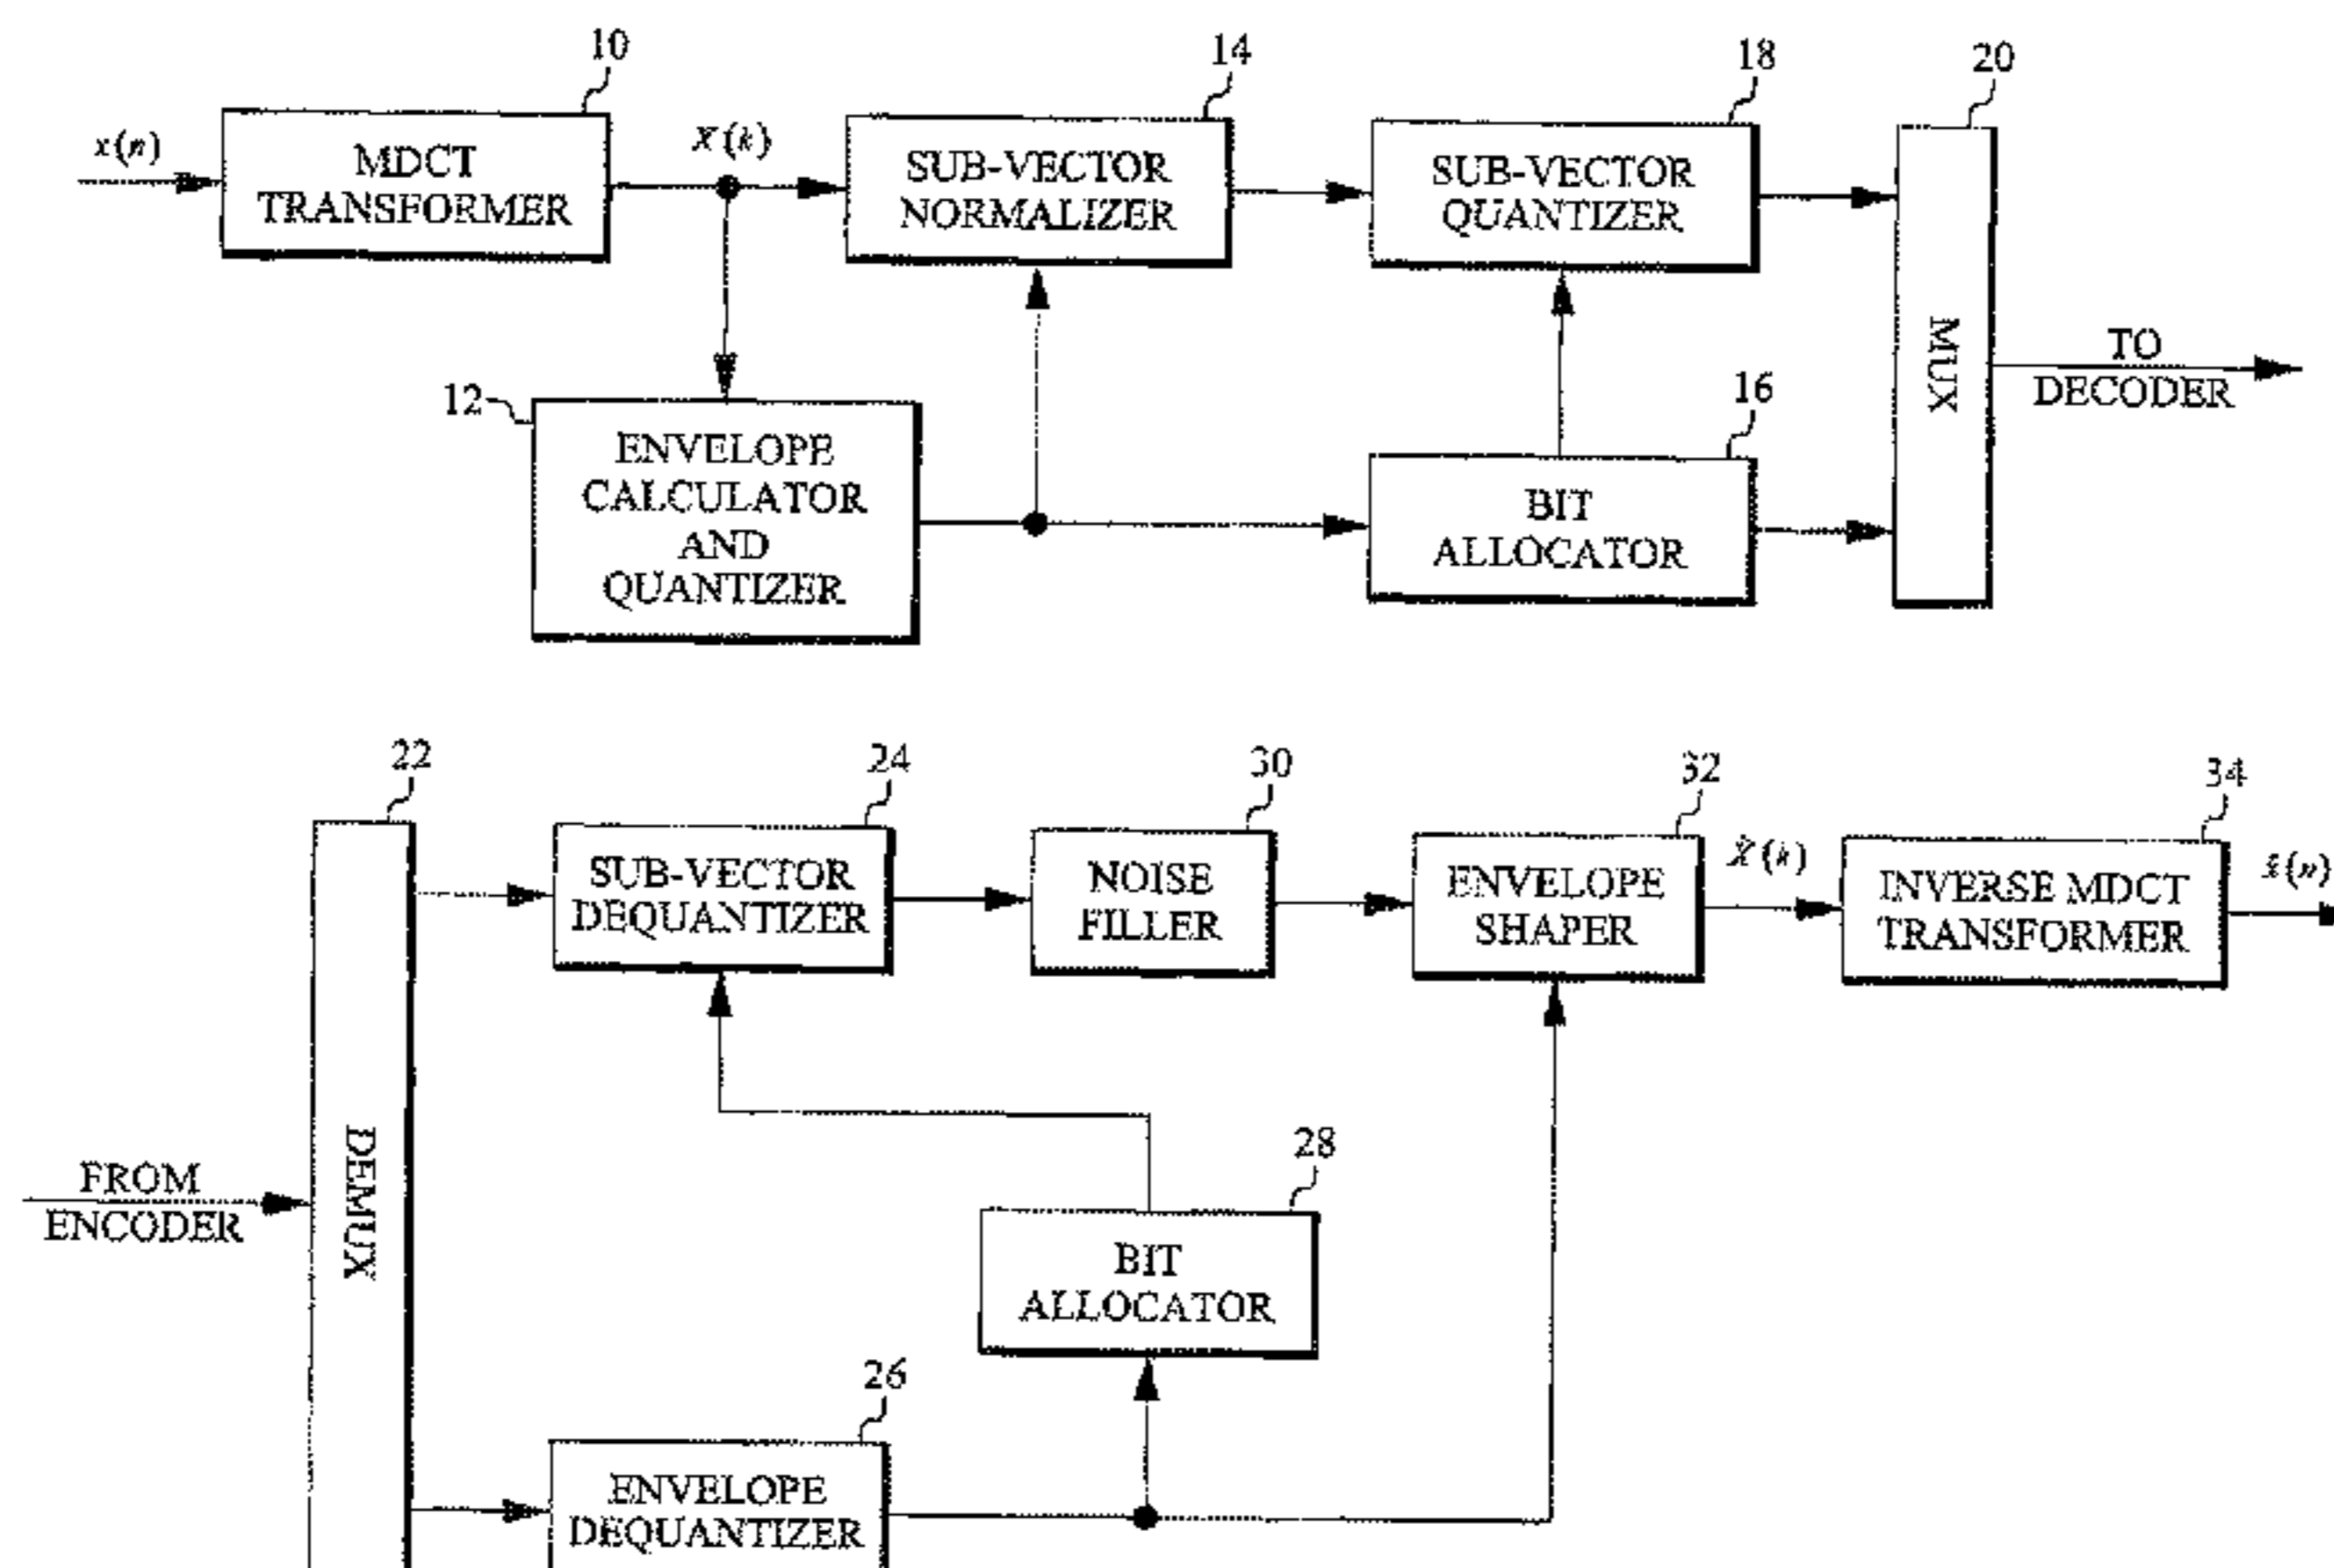 10
14
18
20
x(n)
MDCT
TRANSFORMER
X(k)
SUB-VECTOR
NORMALIZER
SUB-VECTOR
QUANTIZER
MUX
TO
DECODER
12
ENVELOPE
CALCULATOR
AND
QUANTIZER
16
BIT
ALLOCATOR
22
24
30
32
34
SUB-VECTOR
DEQUANTIZER
NOISE
FILLER
ENVELOPE
SHAPER
X̂(k)
INVERSE MDCT
TRANSFORMER
x̂(n)
FROM
ENCODER
DEMUX
28
BIT
ALLOCATOR
26
ENVELOPE
DEQUANTIZER